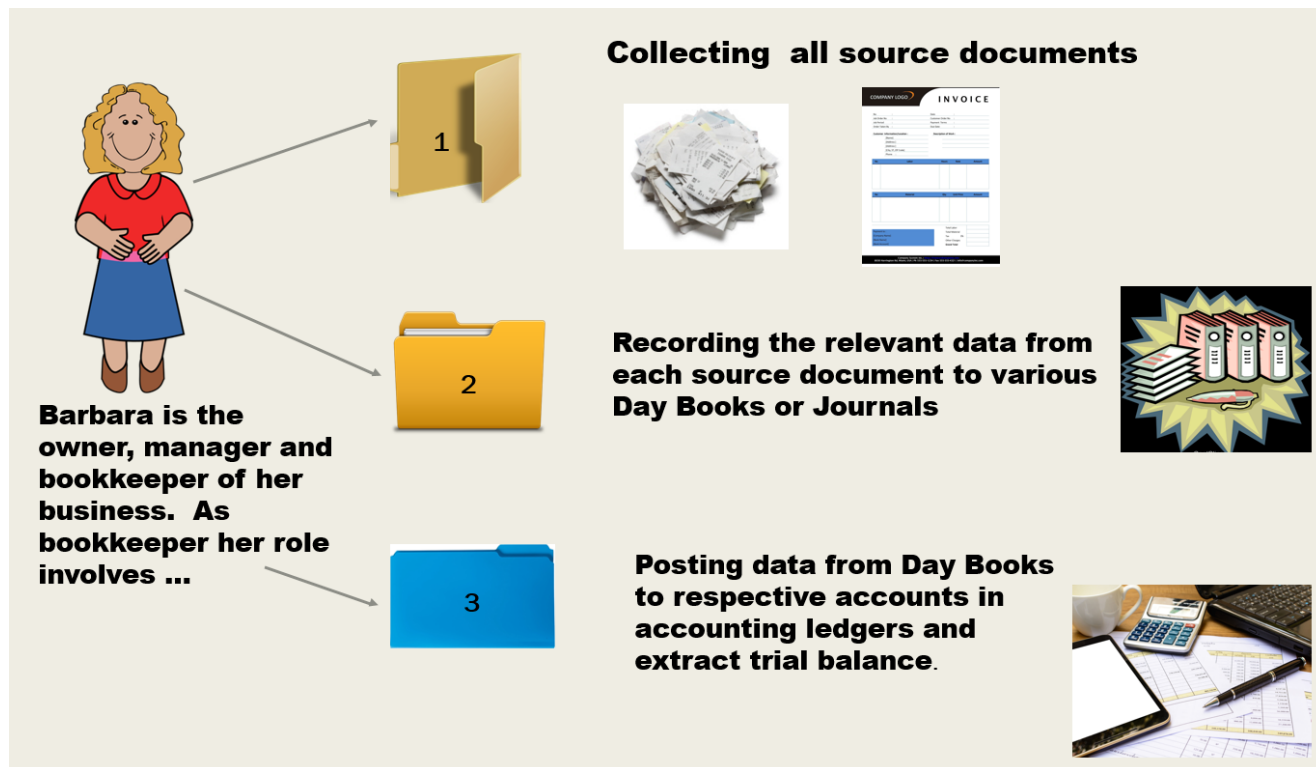 Collecting all source documents
COMPANY LOGO
INVOICE
1
2
Recording the relevant data from
each source document to various
Day Books or Journals
Barbara is the
owner, manager and
bookkeeper of her
business. As
bookkeeper her role
involves ...
3
Posting data from Day Books
to respective accounts in
accounting ledgers and
extract trial balance.